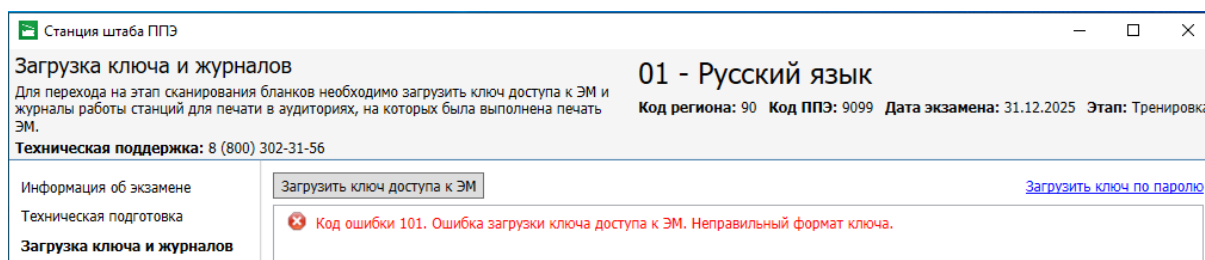 Станция штаба ППЭ
Загрузка ключа и журналов
Для перехода на этап сканирования бланков необходимо загрузить ключ доступа к ЭМ и
журналы работы станций для печати в аудиториях, на которых была выполнена печать
ЭМ.
Техническая поддержка: 8 (800) 302-31-56
01 - Русский язык
Код региона: 90 Код ППЭ: 9099 Дата экзамена: 31.12.2025 Этап: Тренировка
Информация об экзамене
Техническая подготовка
Загрузка ключа и журналов
Загрузить ключ доступа к ЭМ
Загрузить ключ по паролю
Код ошибки 101. Ошибка загрузки ключа доступа к ЭМ. Неправильный формат ключа.